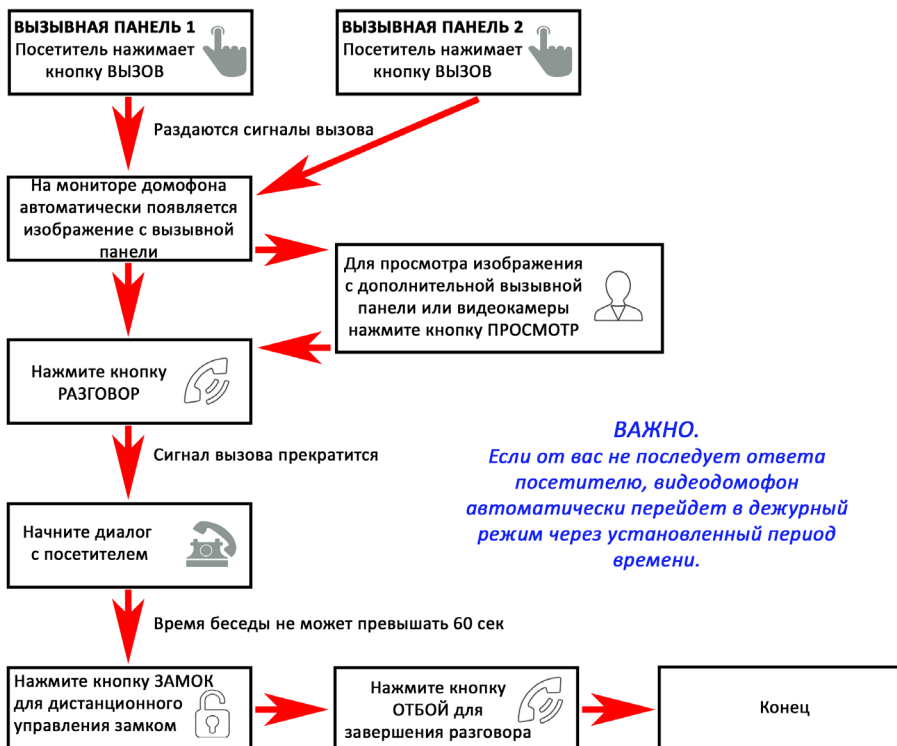 ВЫЗЫВНАЯ ПАНЕЛЬ 1
Посетитель нажимает
кнопку ВЫЗОВ
ВЫЗЫВНАЯ ПАНЕЛЬ 2
Посетитель нажимает
кнопку ВЫЗОВ
Раздаются сигналы вызова
На мониторе домофона
автоматически появляется
изображение с вызывной
панели
Для просмотра изображения
с дополнительной вызывной
панели или видеокамеры
нажмите кнопку ПРОСМОТР
Нажмите кнопку
РАЗГОВОР
Сигнал вызова прекратится
ВАЖНО.
Если от вас не последует ответа
посетителю, видеодомофон
автоматически перейдет в дежурный
режим через установленный период
времени.
Начните диалог
с посетителем
Время беседы не может превышать 60 сек
Нажмите кнопку ЗАМОК
для дистанционного
управления замком
Нажмите кнопку
ОТБОЙ для
завершения разговора
Конец